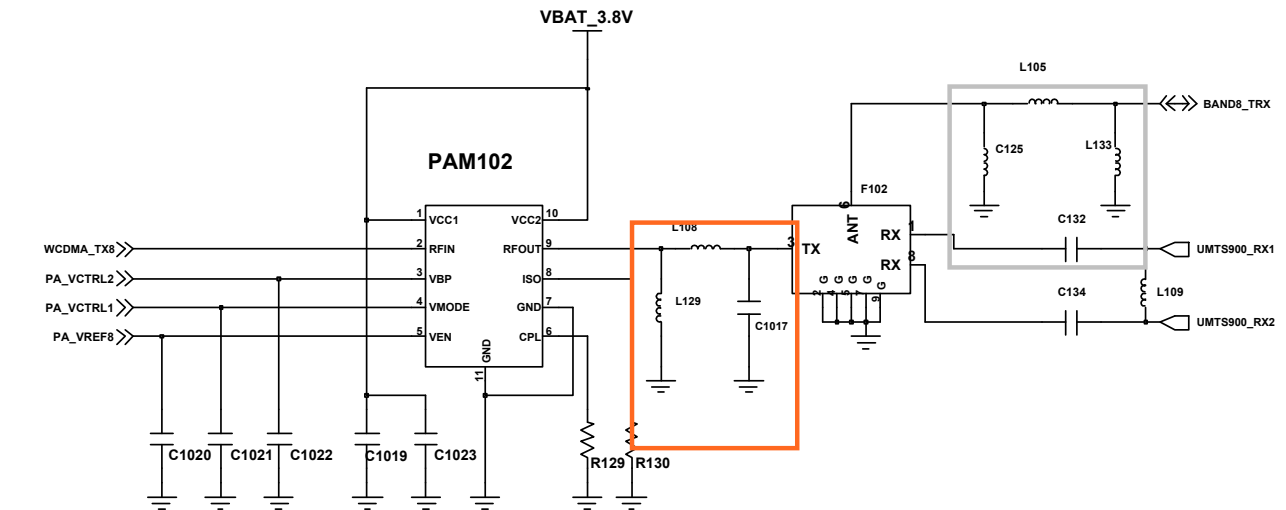 VBAT_3.8V
L105
BAND8_TRX
C125
L133
PAM102
F102
1 VCC1
VCC2 10
6
ANT
L108
C132
WCDMA_TX8
2 RFIN
RFOUT 9
3 TX
RX 1
UMTS900_RX1
PA_VCTRL2
3 VBP
ISO 8
RX 8
L129
G G G G G
2 4 5 7 9
C134
L109
PA_VCTRL1
4 VMODE
GND 7
C1017
UMTS900_RX2
PA_VREF8
5 VEN
CPL 6
GND
11
C1020
C1021
C1022
C1019
C1023
R129
R130